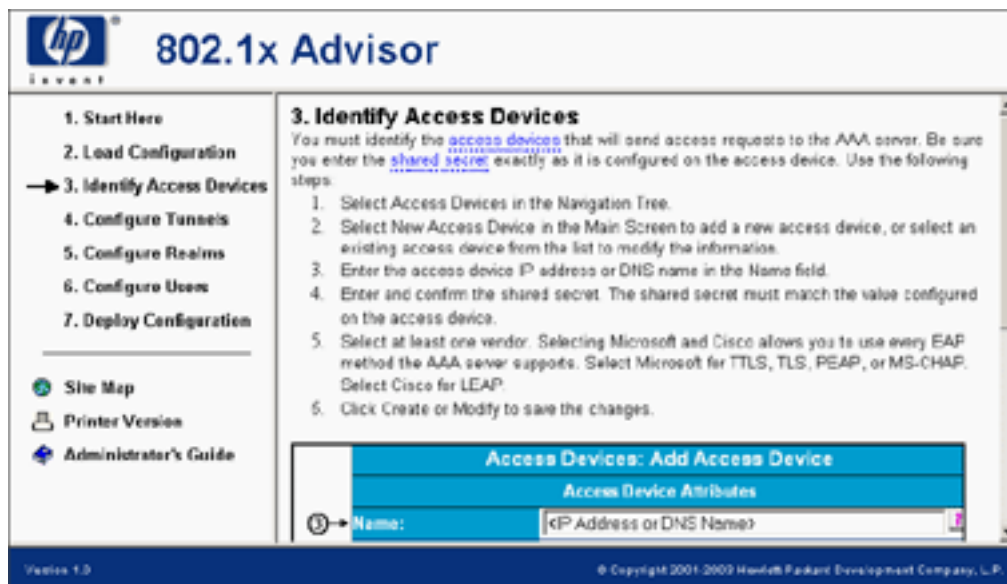 hp
invent
802.1x Advisor
1. Start Here
2. Load Configuration
3. Identify Access Devices
4. Configure Tunnels
5. Configure Realms
6. Configure Users
7. Deploy Configuration
Site Map
Printer Version
Administrator's Guide
3. Identify Access Devices
You must identify the access devices that will send access requests to the AAA server. Be sure
you enter the shared secret exactly as it is configured on the access device. Use the following
steps:
1. Select Access Devices in the Navigation Tree.
2. Select New Access Device in the Main Screen to add a new access device, or select an
existing access device from the list to modify the information.
3. Enter the access device IP address or DNS name in the Name field.
4. Enter and confirm the shared secret. The shared secret must match the value configured
on the access device.
5. Select at least one vendor. Selecting Microsoft and Cisco allows you to use every EAP
method the AAA server supports. Select Microsoft for TTLS, TLS, PEAP, or MS-CHAP.
Select Cisco for LEAP.
6. Click Create or Modify to save the changes.
Access Devices: Add Access Device
Access Device Attributes
3 Name: <IP Address or DNS Name> ?
Version 1.0
© Copyright 2001-2003 Hewlett Packard Development Company, L.P.